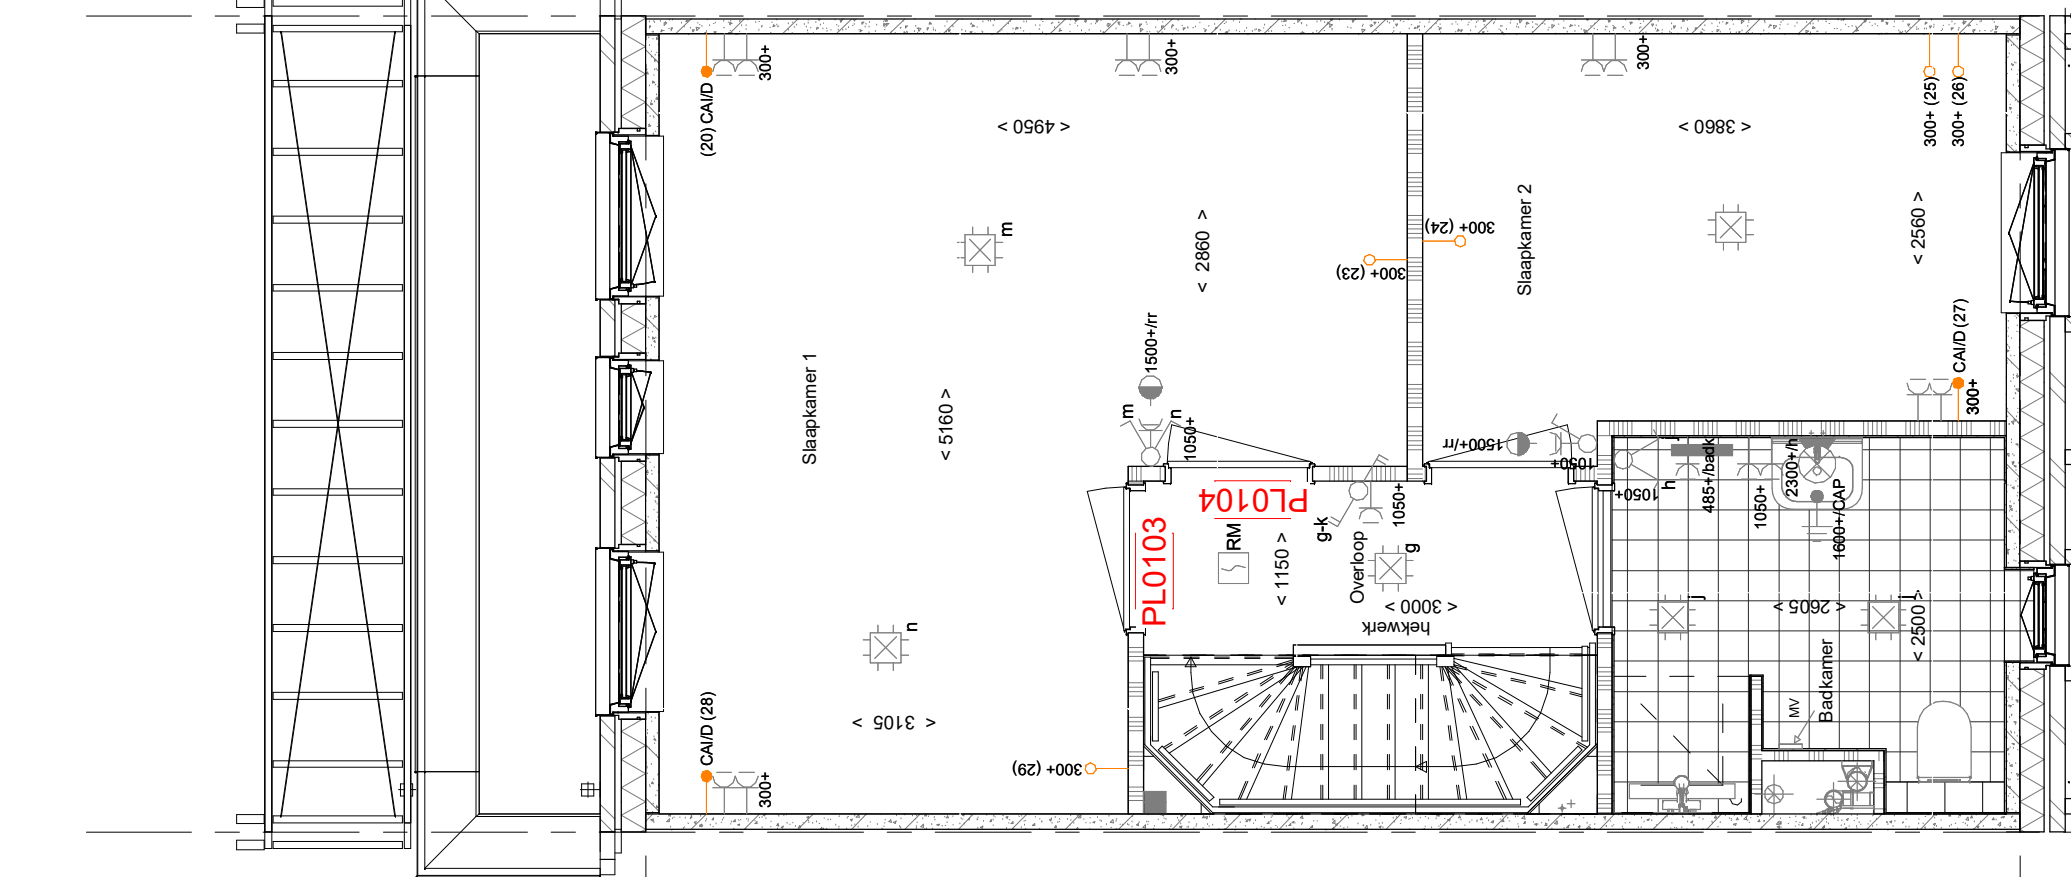 300+
300+
300+
(20) CAI/D
300+ (25)
300+ (26)
< 4950 >
< 3860 >
m
< 2860 >
Slaapkamer 2
300+ (24)
300+ (23)
< 2560 >
1500+/rr
Slaapkamer 1
< 5160 >
m
n
1050+
1500+/rr
1050+
CAI/D (27)
300+
PL0104
PL0103
RM
< 1150 >
g-k
1050+
Overloop
g
< 3000 >
hekwerk
1050+
h
j
485+/badk
1050+
2300+/h
1600+/CAP
j
< 2605 >
j
< 2500 >
Badkamer
MV
n
< 3105 >
CAI/D (28)
300+
300+ (29)